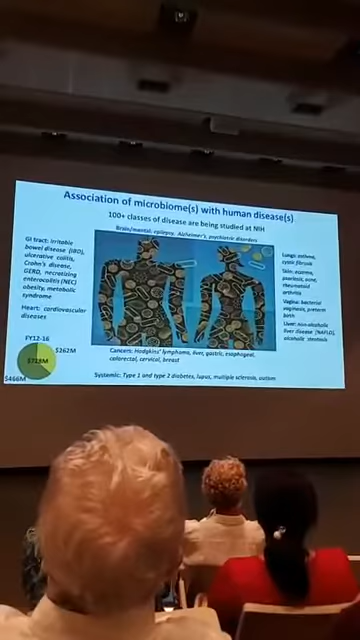 Association of microbiome(s) with human disease(s)
100+ classes of disease are being studied at NIH
Brain/mental: epilepsy, Alzheimer's, psychiatric disorders
GI tract: irritable
bowel disease (IBD),
ulcerative colitis,
Crohn's disease,
GERD, necrotizing
enterocolitis (NEC)
obesity, metabolic
syndrome
Heart: cardiovascular
diseases
Lungs: asthma,
cystic fibrosis
Skin: eczema,
psoriasis, acne,
rheumatoid
arthritis
Vagina: bacterial
vaginosis, preterm
birth
Liver: non-alcoholic
liver disease (NAFLD),
alcoholic steatosis
FY12-16
$262M
$728M
$466M
Cancers: Hodgkins' lymphoma, liver, gastric, esophageal,
colorectal, cervical, breast
Systemic: Type 1 and type 2 diabetes, lupus, multiple sclerosis, autism